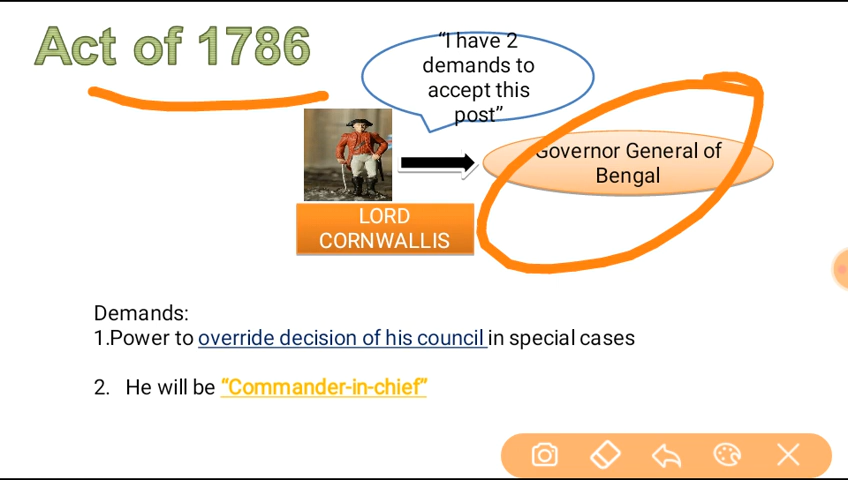 Act of 1786
“I have 2
demands to
accept this
post”
Governor General of
Bengal
LORD
CORNWALLIS
Demands:
1.Power to override decision of his council in special cases
2. He will be “Commander-in-chief”